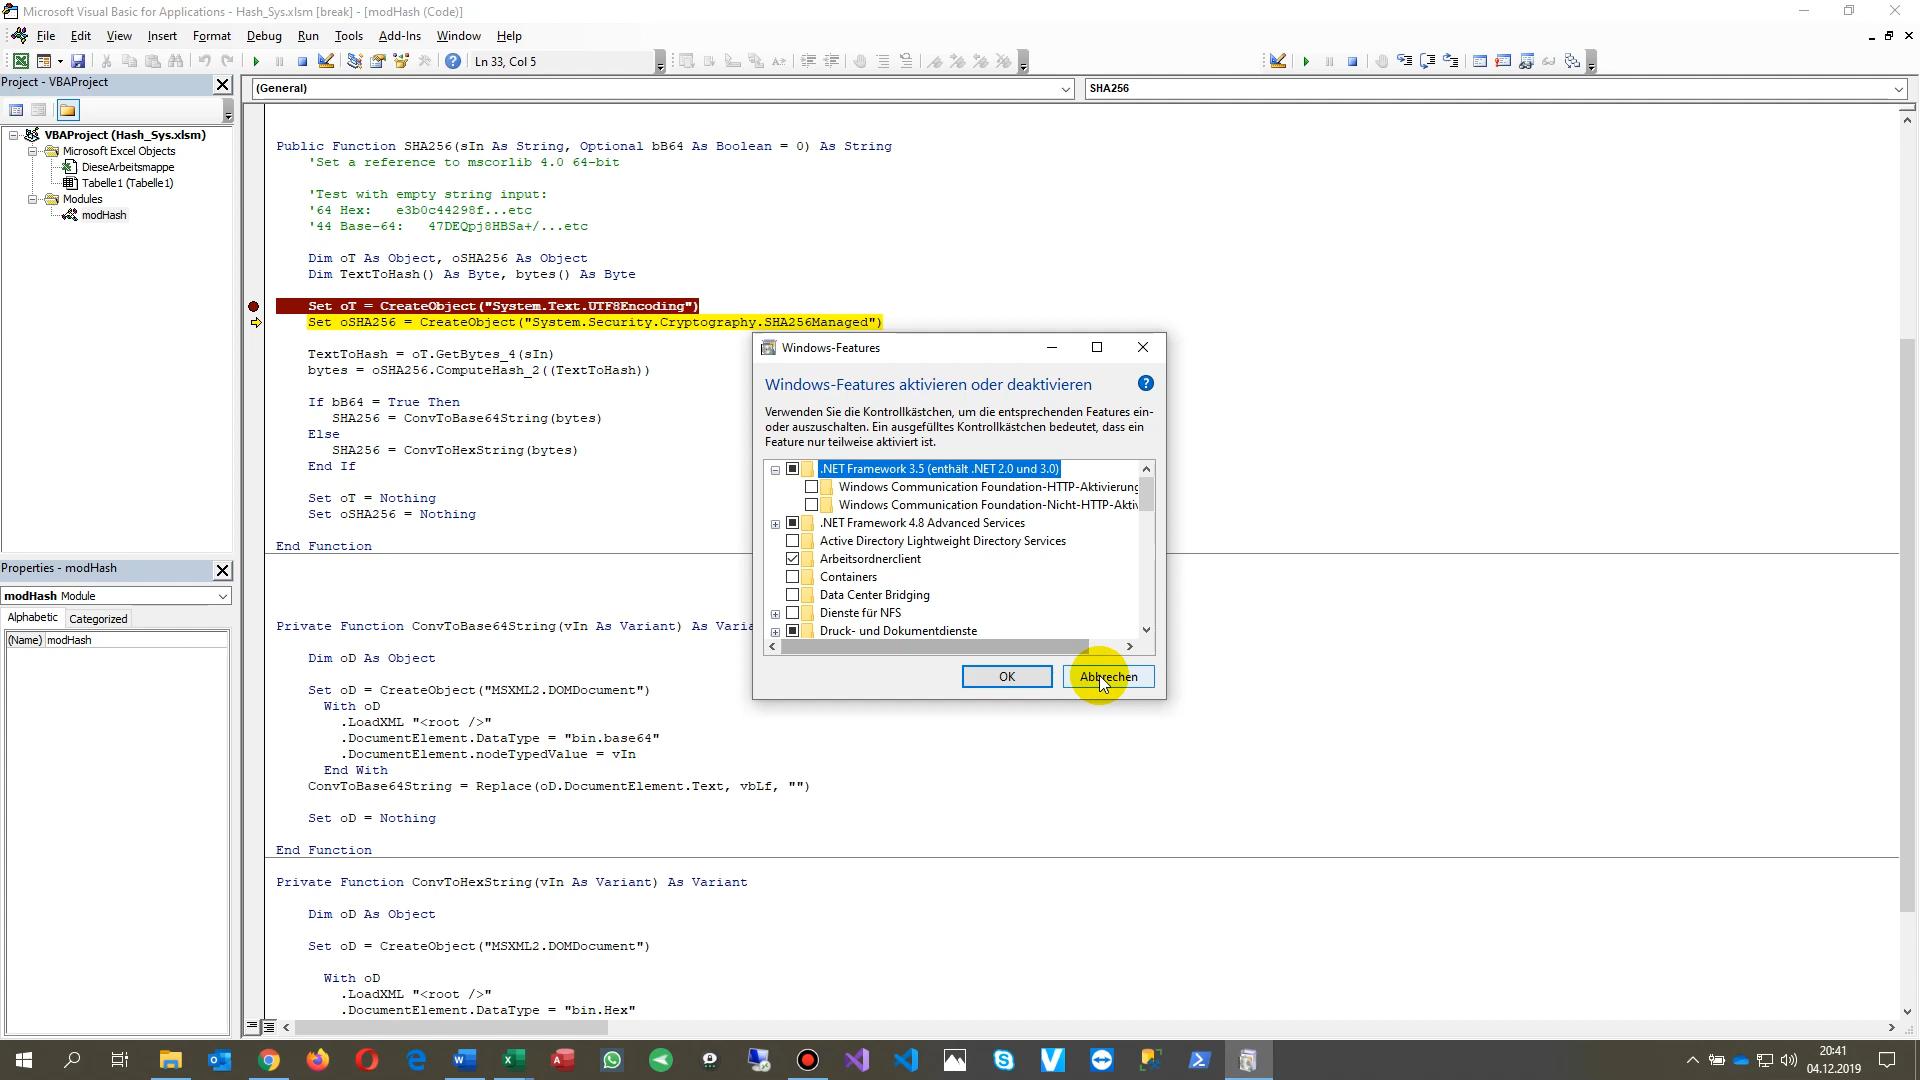 Microsoft Visual Basic for Applications - Hash_Sys.xlsm [break] - [modHash (Code)]
File Edit View Insert Format Debug Run Tools Add-Ins Window Help
Ln 33, Col 5
Project - VBAProject
(General)
SHA256
VBAProject (Hash_Sys.xlsm)
Microsoft Excel Objects
DieseArbeitsmappe
Tabelle1 (Tabelle1)
Modules
modHash
Properties - modHash
modHash Module
Alphabetic Categorized
(Name) modHash
Public Function SHA256(sIn As String, Optional bB64 As Boolean = 0) As String
'Set a reference to mscorlib 4.0 64-bit
'Test with empty string input:
'64 Hex:   e3b0c44298f...etc
'44 Base-64:   47DEQpj8HBSa+/...etc
Dim oT As Object, oSHA256 As Object
Dim TextToHash() As Byte, bytes() As Byte
Set oT = CreateObject("System.Text.UTF8Encoding")
Set oSHA256 = CreateObject("System.Security.Cryptography.SHA256Managed")
TextToHash = oT.GetBytes_4(sIn)
bytes = oSHA256.ComputeHash_2((TextToHash))
If bB64 = True Then
SHA256 = ConvToBase64String(bytes)
Else
SHA256 = ConvToHexString(bytes)
End If
Set oT = Nothing
Set oSHA256 = Nothing
End Function
Private Function ConvToBase64String(vIn As Variant) As Varia
Dim oD As Object
Set oD = CreateObject("MSXML2.DOMDocument")
With oD
.LoadXML "<root />"
.DocumentElement.DataType = "bin.base64"
.DocumentElement.nodeTypedValue = vIn
End With
ConvToBase64String = Replace(oD.DocumentElement.Text, vbLf, "")
Set oD = Nothing
End Function
Private Function ConvToHexString(vIn As Variant) As Variant
Dim oD As Object
Set oD = CreateObject("MSXML2.DOMDocument")
With oD
.LoadXML "<root />"
.DocumentElement.DataType = "bin.Hex"
Windows-Features
Windows-Features aktivieren oder deaktivieren
Verwenden Sie die Kontrollkästchen, um die entsprechenden Features ein-
oder auszuschalten. Ein ausgefülltes Kontrollkästchen bedeutet, dass ein
Feature nur teilweise aktiviert ist.
.NET Framework 3.5 (enthält .NET 2.0 und 3.0)
Windows Communication Foundation-HTTP-Aktivierung
Windows Communication Foundation-Nicht-HTTP-Aktiv
.NET Framework 4.8 Advanced Services
Active Directory Lightweight Directory Services
Arbeitsordnerclient
Containers
Data Center Bridging
Dienste für NFS
Druck- und Dokumentdienste
OK
Abbrechen
20:41
04.12.2019